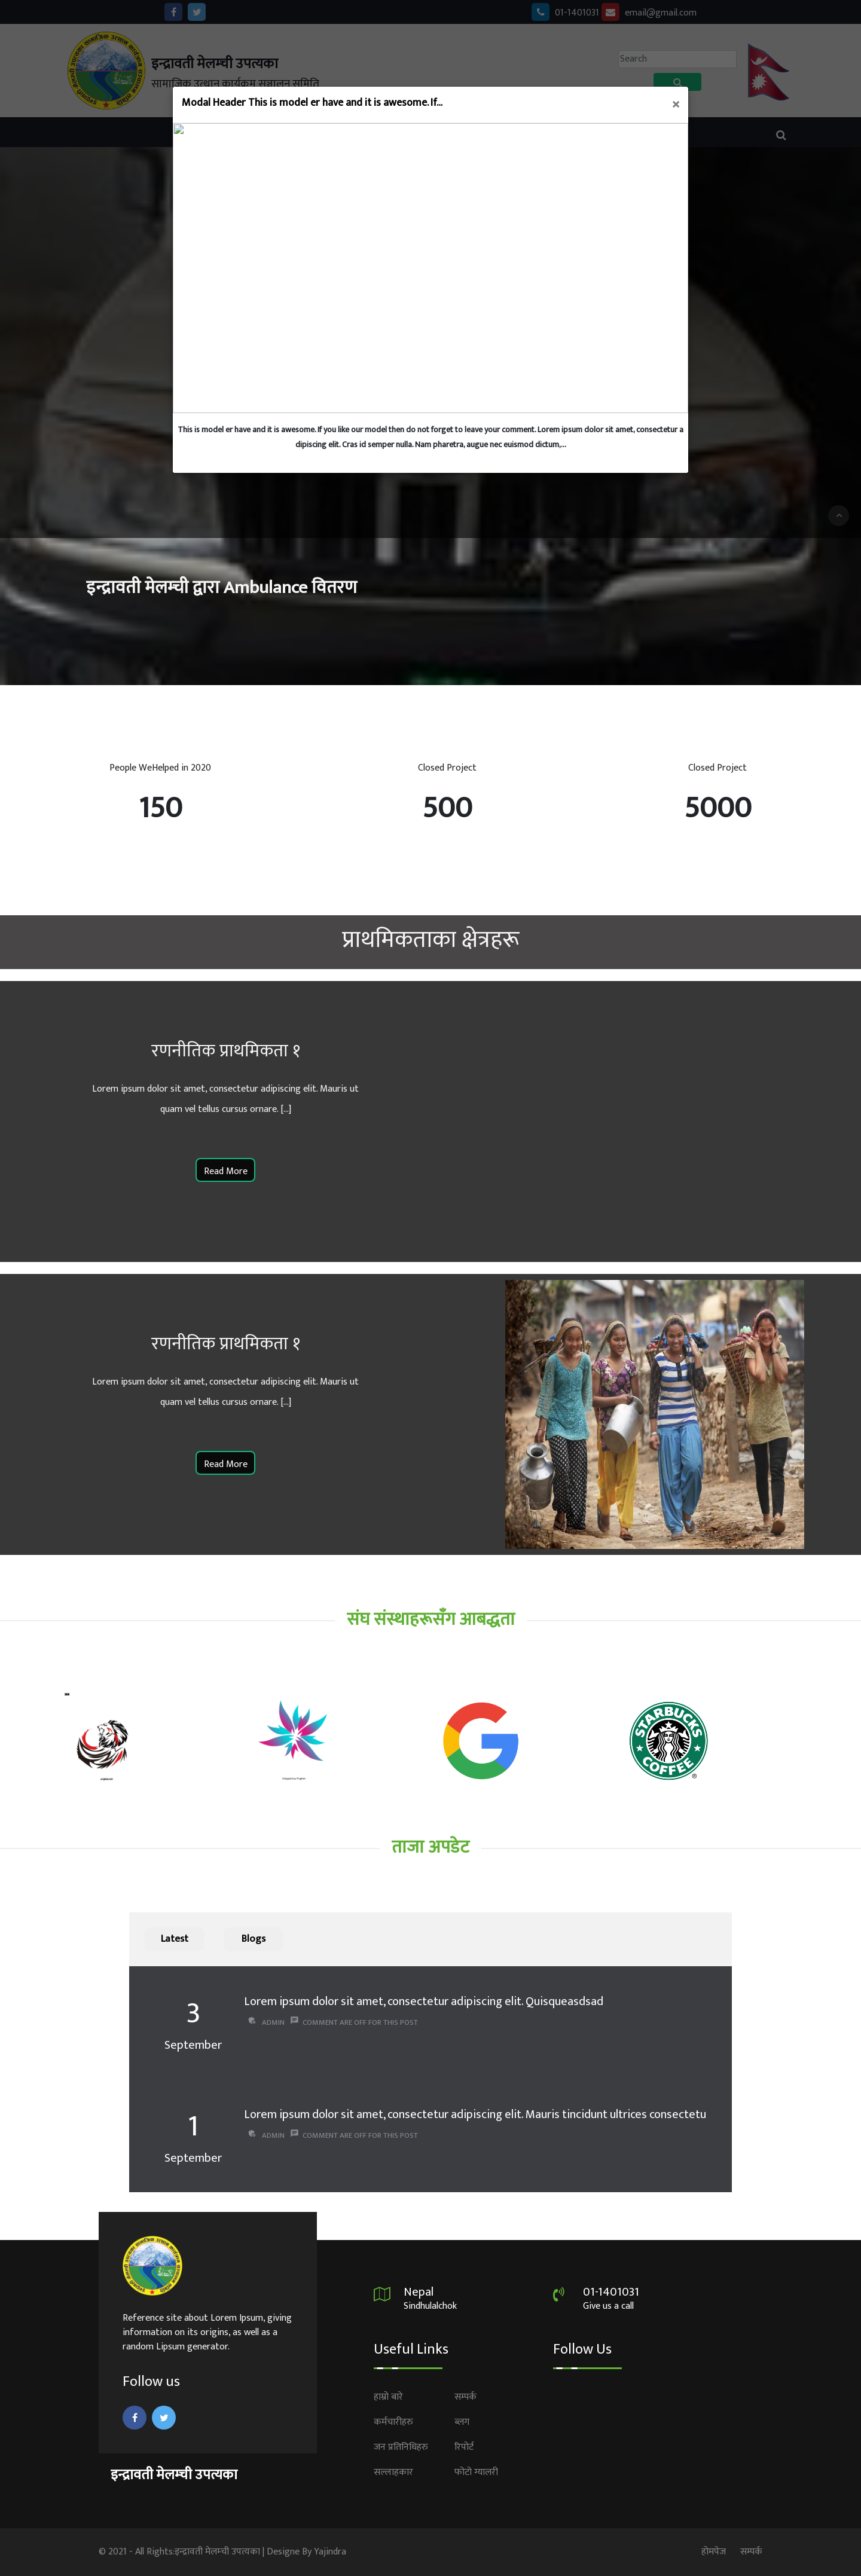 01-1401031 email@gmail.com
इन्द्रावती मेलम्ची उपत्यका
सामाजिक उत्थान कार्यक्रम सञ्चालन समिति
Search
Modal Header This is model er have and it is awesome. If...
×
This is model er have and it is awesome. If you like our model then do not forget to leave your comment. Lorem ipsum dolor sit amet, consectetur a
dipiscing elit. Cras id semper nulla. Nam pharetra, augue nec euismod dictum,...
इन्द्रावती मेलम्ची द्वारा Ambulance वितरण
People WeHelped in 2020
150
Closed Project
500
Closed Project
5000
प्राथमिकताका क्षेत्रहरू
रणनीतिक प्राथमिकता १
Lorem ipsum dolor sit amet, consectetur adipiscing elit. Mauris ut
quam vel tellus cursus ornare. [...]
Read More
रणनीतिक प्राथमिकता १
Lorem ipsum dolor sit amet, consectetur adipiscing elit. Mauris ut
quam vel tellus cursus ornare. [...]
Read More
संघ संस्थाहरूसँग आबद्धता
STARBUCKS
COFFEE
®
ताजा अपडेट
Latest Blogs
3
September
Lorem ipsum dolor sit amet, consectetur adipiscing elit. Quisqueasdsad
ADMIN COMMENT ARE OFF FOR THIS POST
1
September
Lorem ipsum dolor sit amet, consectetur adipiscing elit. Mauris tincidunt ultrices consectetu
ADMIN COMMENT ARE OFF FOR THIS POST
Reference site about Lorem Ipsum, giving
information on its origins, as well as a
random Lipsum generator.
Follow us
इन्द्रावती मेलम्ची उपत्यका
Nepal
Sindhulalchok
01-1401031
Give us a call
Useful Links
हाम्रो बारे
कर्मचारीहरु
जन प्रतिनिधिहरु
सल्लाहकार
सम्पर्क
ब्लग
रिपोर्ट
फोटो ग्यालरी
Follow Us
© 2021 - All Rights:इन्द्रावती मेलम्ची उपत्यका | Designe By Yajindra
होमपेज सम्पर्क